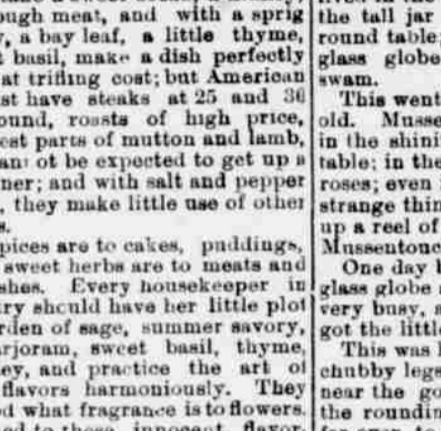 ough meat, and with a sprig
, a bay leaf, a little thyme,
basil, make a dish perfectly
at trifling cost; but American
st have steaks at 25 and 30
ound, roasts of high price,
est parts of mutton and lamb,
an ot be expected to get up a
ner; and with salt and pepper
, they make little use of other
s.
pices are to cakes, puddings,
sweet herbs are to meats and
shes. Every housekeeper in
try should have her little plot
rden of sage, summer savory,
arjoram, sweet basil, thyme,
ey, and practice the art of
flavors harmoniously. They
d what fragrance is to flowers.
the tall jar
round table;
glass globe
swam.
This went
old. Musse
in the shini
table; in the
roses; even
strange thin
up a reel of
Mussentouc
One day
glass globe
very busy,
got the littl
This was
chubby legs
near the go
the roundin